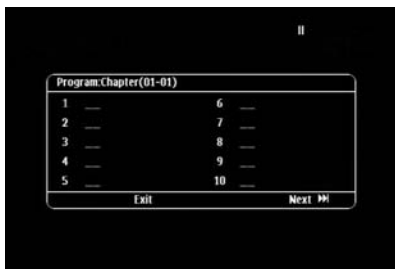 Program:Chapter(01-01)
1 __ 6 __
2 __ 7 __
3 __ 8 __
4 __ 9 __
5 __ 10 __
Exit Next